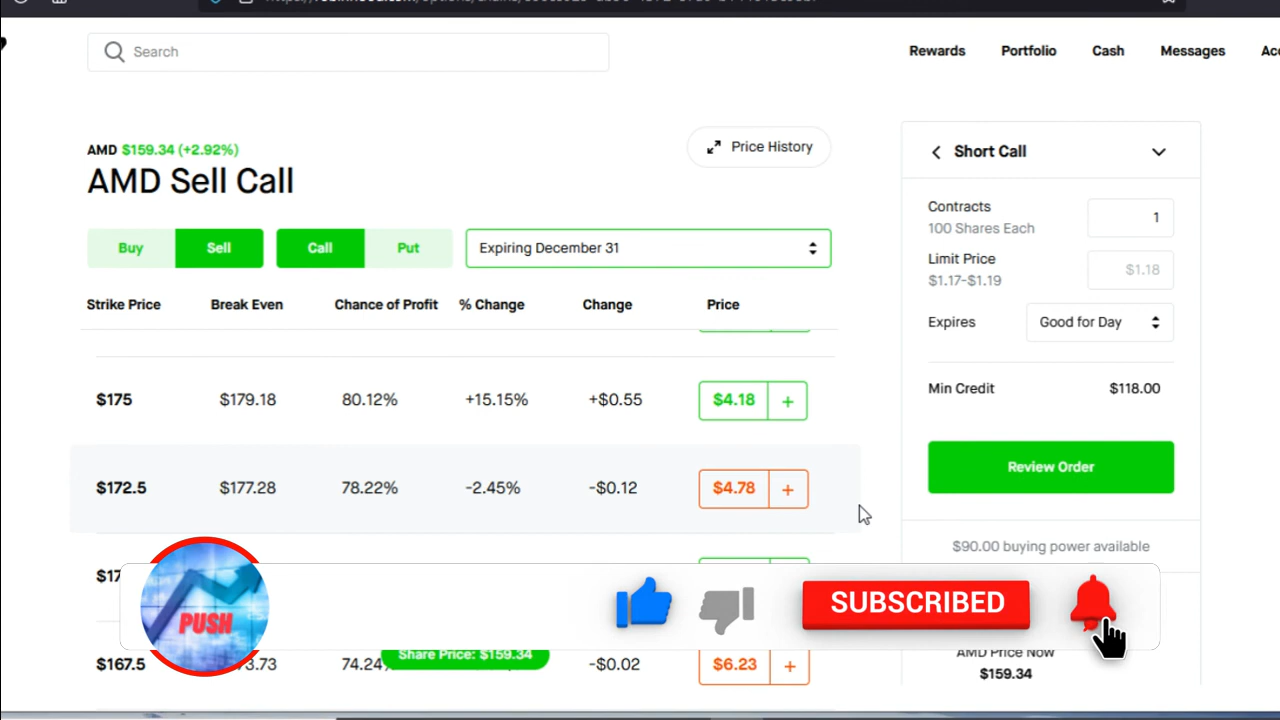 Search
Rewards Portfolio Cash Messages
AMD $159.34 (+2.92%)
AMD Sell Call
Price History
Buy Sell Call Put Expiring December 31
Strike Price Break Even Chance of Profit % Change Change Price
$175 $179.18 80.12% +15.15% +$0.55 $4.18 +
$172.5 $177.28 78.22% -2.45% -$0.12 $4.78 +
$167.5 74.24% -$0.02 $6.23 +
Share Price: $159.34
Short Call
Contracts 1
100 Shares Each
Limit Price $1.18
$1.17-$1.19
Expires Good for Day
Min Credit $118.00
Review Order
$90.00 buying power available
AMD Price Now
$159.34
PUSH
SUBSCRIBED